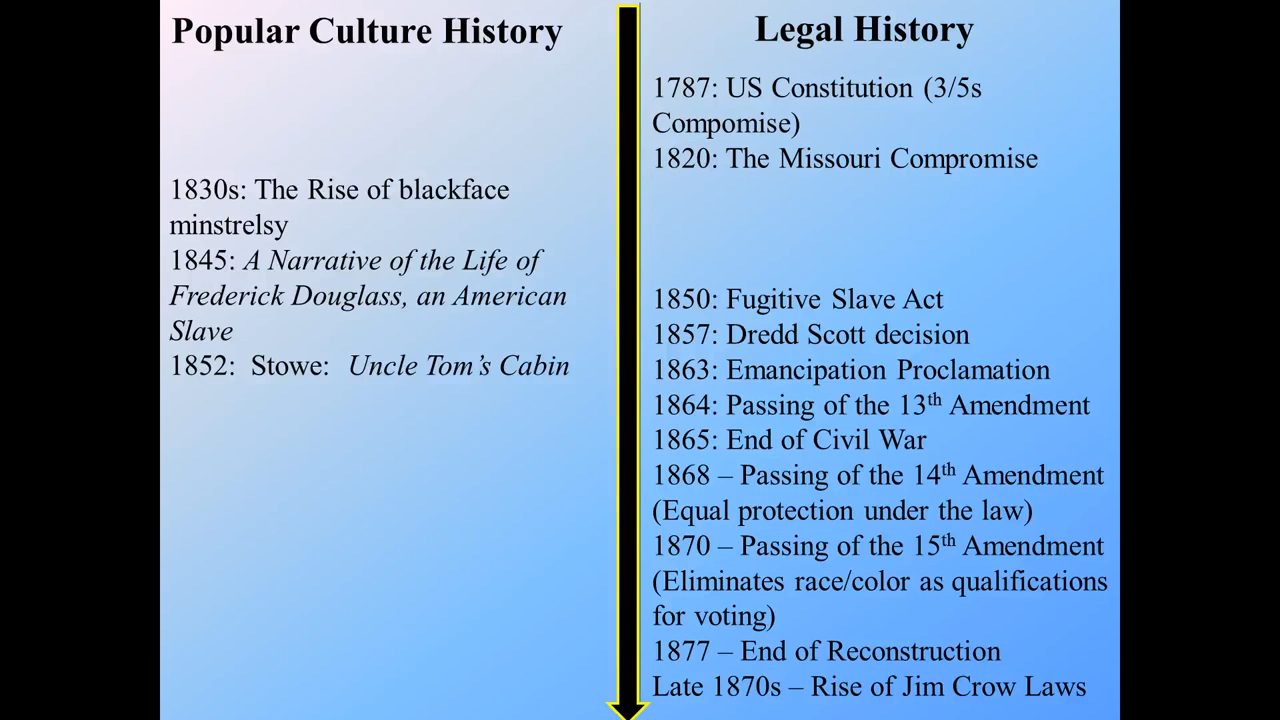 Popular Culture History
1830s: The Rise of blackface
minstrelsy
1845: A Narrative of the Life of
Frederick Douglass, an American
Slave
1852: Stowe: Uncle Tom’s Cabin
Legal History
1787: US Constitution (3/5s
Compomise)
1820: The Missouri Compromise
1850: Fugitive Slave Act
1857: Dredd Scott decision
1863: Emancipation Proclamation
1864: Passing of the 13th Amendment
1865: End of Civil War
1868 – Passing of the 14th Amendment
(Equal protection under the law)
1870 – Passing of the 15th Amendment
(Eliminates race/color as qualifications
for voting)
1877 – End of Reconstruction
Late 1870s – Rise of Jim Crow Laws